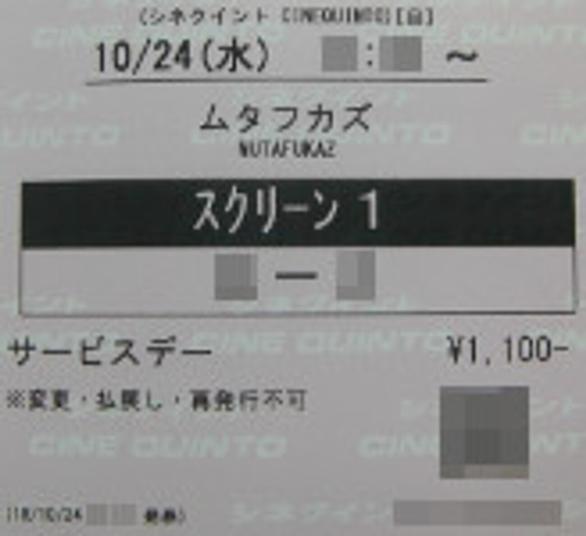 (シネクイント CINEQUINTO)[自]
10/24(水) : ～
ムタフカズ
MUTAFUKAZ
スクリーン 1
ー
サービスデー ¥1,100-
※変更・払戻し・再発行不可
(18/10/24 発券)